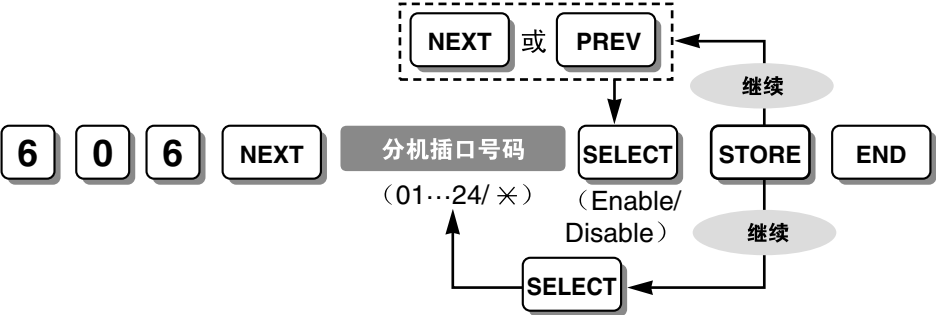 NEXT 或 PREV
继续
6 0 6 NEXT 分机插口号码 SELECT STORE END
（01…24/ ✳）
（Enable/
Disable）
继续
SELECT